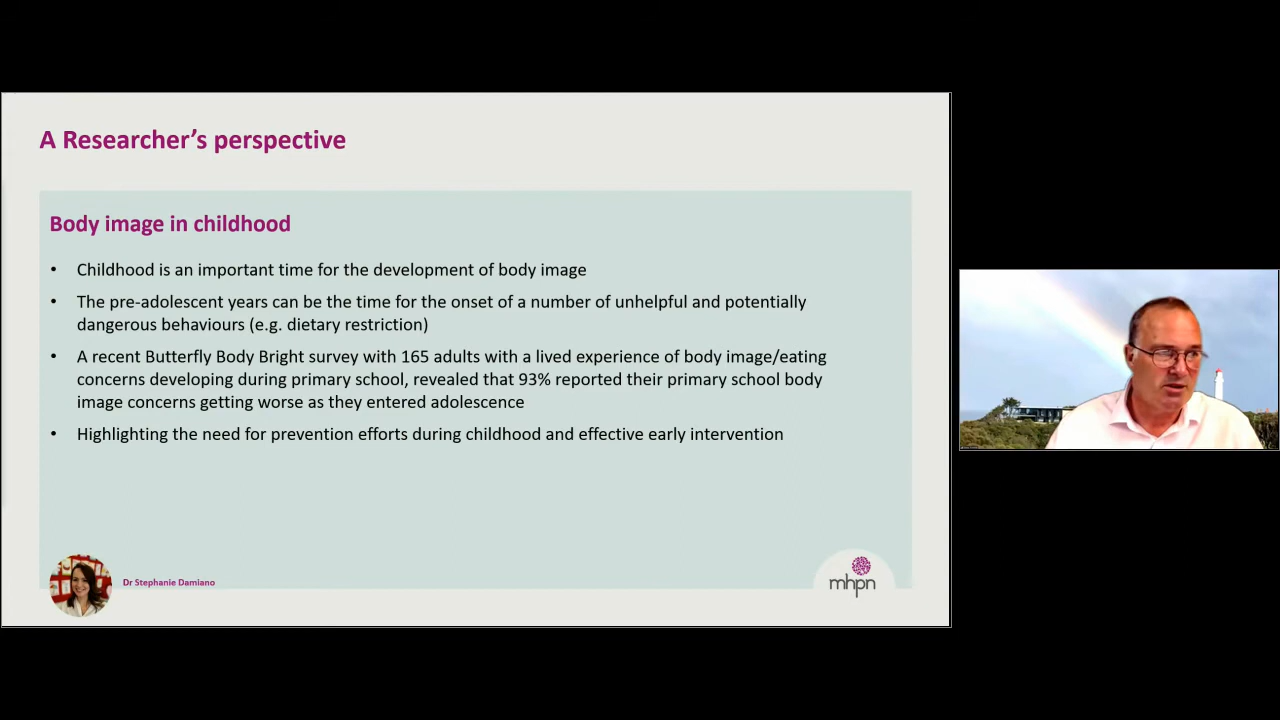 A Researcher’s perspective
Body image in childhood
• Childhood is an important time for the development of body image
• The pre-adolescent years can be the time for the onset of a number of unhelpful and potentially
dangerous behaviours (e.g. dietary restriction)
• A recent Butterfly Body Bright survey with 165 adults with a lived experience of body image/eating
concerns developing during primary school, revealed that 93% reported their primary school body
image concerns getting worse as they entered adolescence
• Highlighting the need for prevention efforts during childhood and effective early intervention
Dr Stephanie Damiano
mhpn